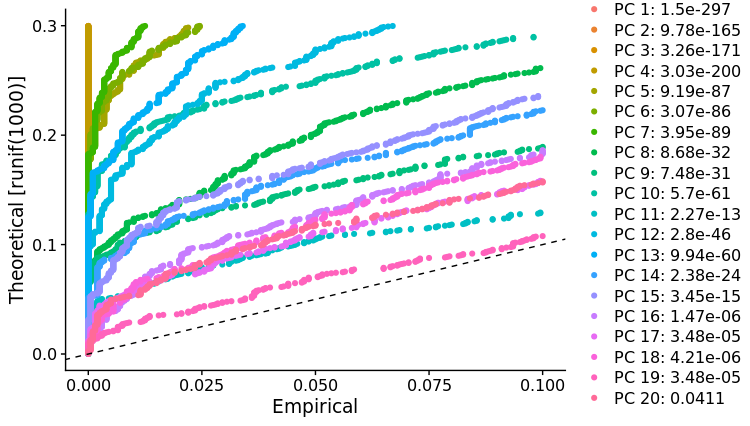 Theoretical [runif(1000)]
0.3
0.2
0.1
0.0
0.000
0.025
0.050
0.075
0.100
Empirical
PC 1: 1.5e-297
PC 2: 9.78e-165
PC 3: 3.26e-171
PC 4: 3.03e-200
PC 5: 9.19e-87
PC 6: 3.07e-86
PC 7: 3.95e-89
PC 8: 8.68e-32
PC 9: 7.48e-31
PC 10: 5.7e-61
PC 11: 2.27e-13
PC 12: 2.8e-46
PC 13: 9.94e-60
PC 14: 2.38e-24
PC 15: 3.45e-15
PC 16: 1.47e-06
PC 17: 3.48e-05
PC 18: 4.21e-06
PC 19: 3.48e-05
PC 20: 0.0411